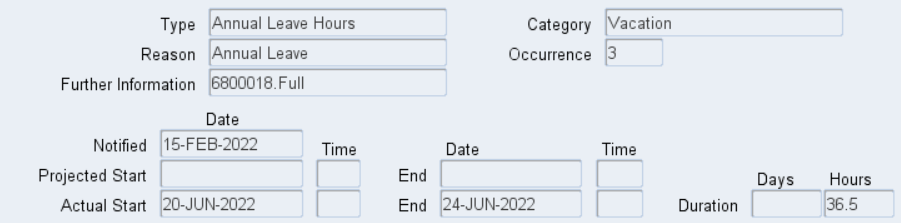 Type Annual Leave Hours Category Vacation
Reason Annual Leave Occurrence 3
Further Information 6800018.Full
Date
Notified 15-FEB-2022 Time Date Time
Projected Start End Days Hours
Actual Start 20-JUN-2022 End 24-JUN-2022 Duration 36.5